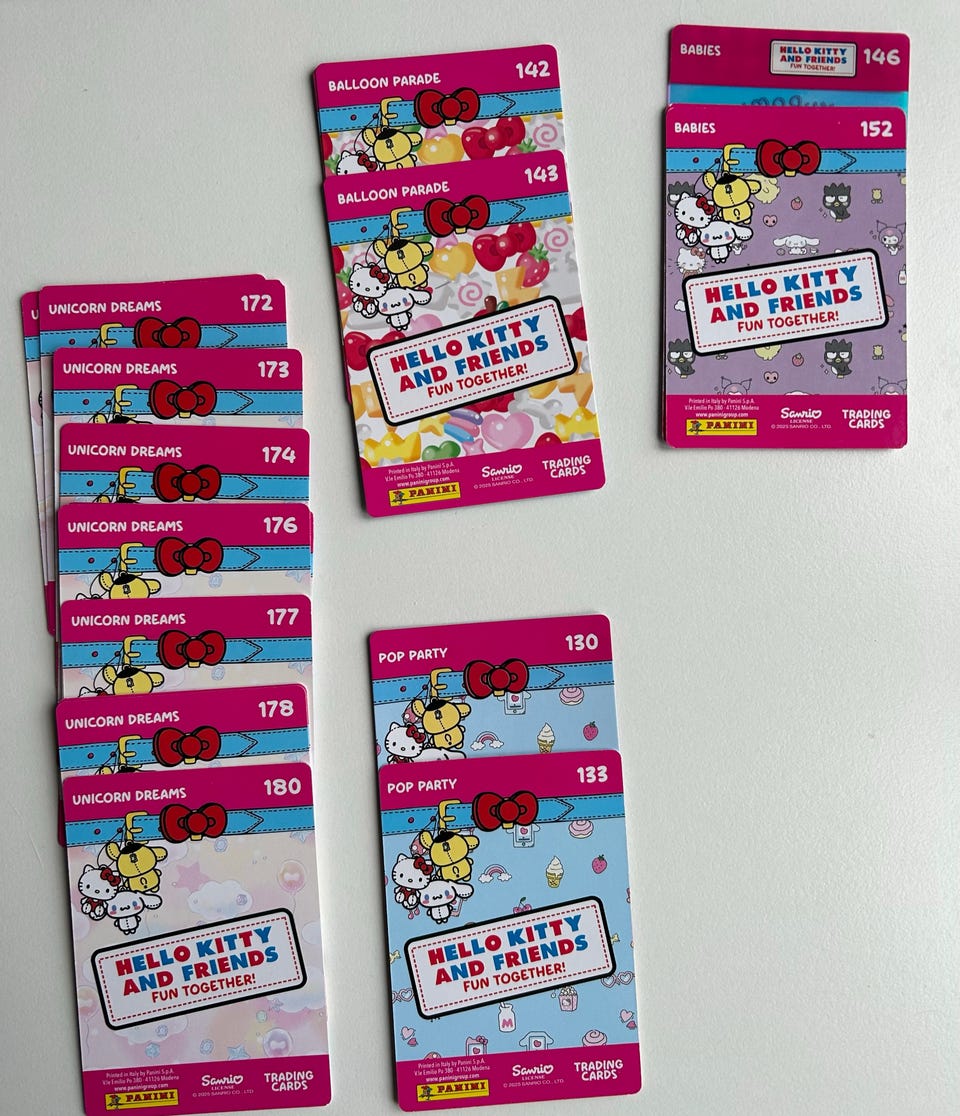 BALLOON PARADE 142
BALLOON PARADE 143
HELLO KITTY
AND FRIENDS
FUN TOGETHER!
Printed in Italy by Panini S.p.A.
V.le Emilio Po 380 - 41126 Modena
www.paninigroup.com
PANINI
Sanrio
LICENSE
© 2025 SANRIO CO., LTD.
TRADING
CARDS
BABIES
HELLO KITTY
AND FRIENDS
FUN TOGETHER!
146
BABIES 152
HELLO KITTY
AND FRIENDS
FUN TOGETHER!
Printed in Italy by Panini S.p.A.
V.le Emilio Po 380 - 41126 Modena
www.paninigroup.com
PANINI
Sanrio
LICENSE
© 2025 SANRIO CO., LTD.
TRADING
CARDS
U
UNICORN DREAMS 172
UNICORN DREAMS 173
UNICORN DREAMS 174
UNICORN DREAMS 176
UNICORN DREAMS 177
UNICORN DREAMS 178
UNICORN DREAMS 180
HELLO KITTY
AND FRIENDS
FUN TOGETHER!
Printed in Italy by Panini S.p.A.
V.le Emilio Po 380 - 41126 Modena
www.paninigroup.com
PANINI
Sanrio
LICENSE
© 2025 SANRIO CO., LTD.
TRADING
CARDS
POP PARTY 130
POP PARTY 133
M
HELLO KITTY
AND FRIENDS
FUN TOGETHER!
Printed in Italy by Panini S.p.A.
V.le Emilio Po 380 - 41126 Modena
www.paninigroup.com
PANINI
Sanrio
LICENSE
© 2025 SANRIO CO., LTD.
TRADING
CARDS